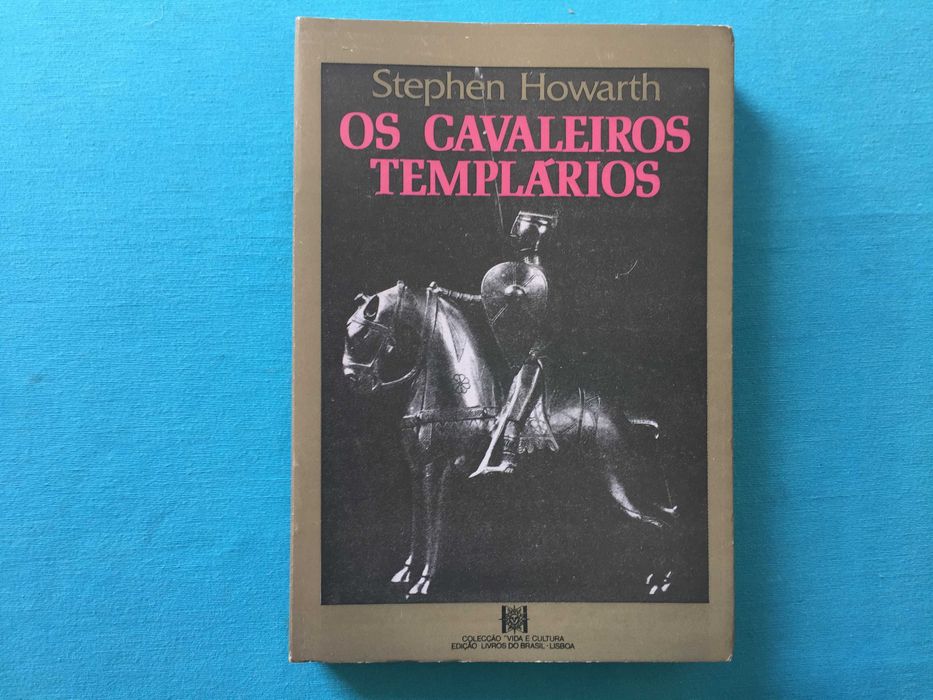 Stephen Howarth
OS CAVALEIROS
TEMPLÁRIOS
COLECÇÃO "VIDA E CULTURA
EDIÇÃO LIVROS DO BRASIL · LISBOA